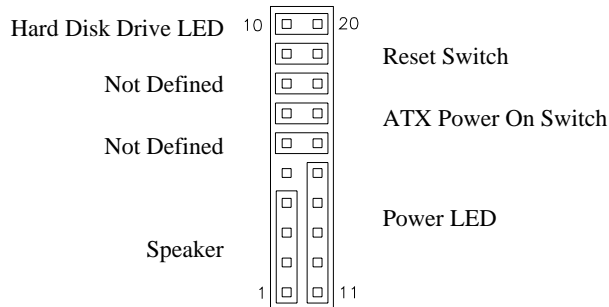 Hard Disk Drive LED
10
20
Reset Switch
Not Defined
ATX Power On Switch
Not Defined
Power LED
Speaker
1
11